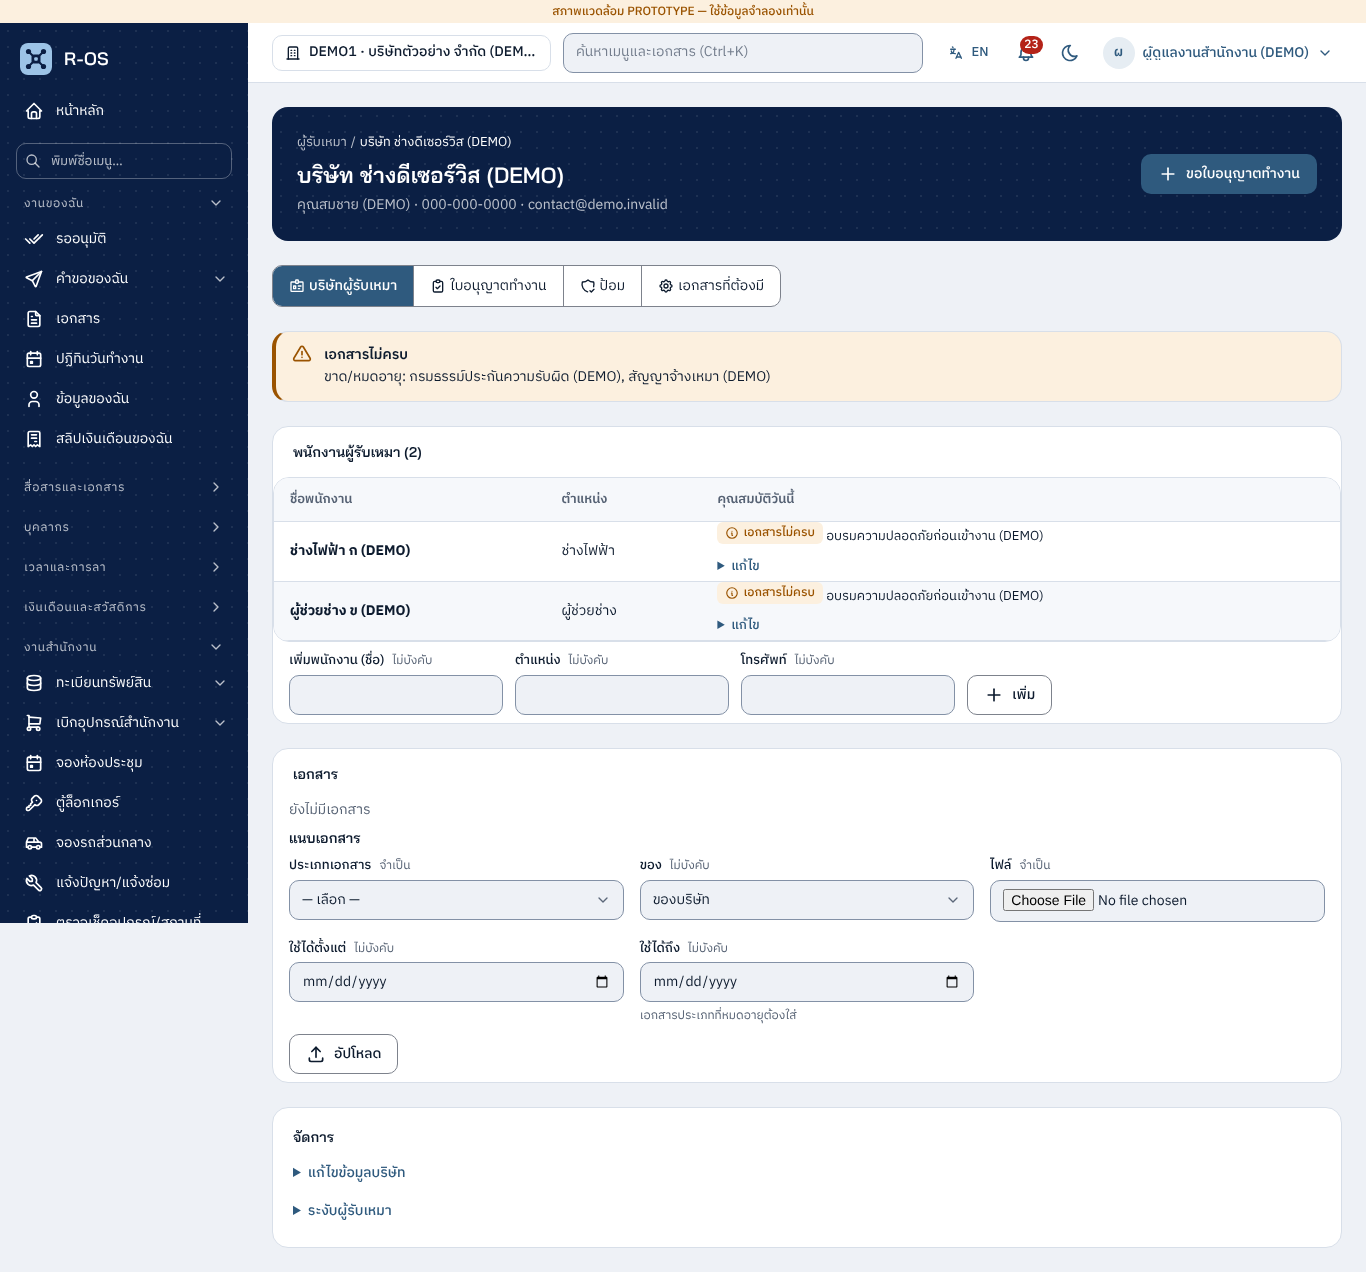 สภาพแวดล้อม PROTOTYPE — ใช้ข้อมูลจำลองเท่านั้น
R-OS
DEMO1 · บริษัทตัวอย่าง จำกัด (DEM...
ค้นหาเมนูและเอกสาร (Ctrl+K)
EN
23
ผ
ผู้ดูแลงานสำนักงาน (DEMO)
หน้าหลัก
พิมพ์ชื่อเมนู...
งานของฉัน
รออนุมัติ
คำขอของฉัน
เอกสาร
ปฏิทินวันทำงาน
ข้อมูลของฉัน
สลิปเงินเดือนของฉัน
สื่อสารและเอกสาร
บุคลากร
เวลาและการลา
เงินเดือนและสวัสดิการ
งานสำนักงาน
ทะเบียนทรัพย์สิน
เบิกอุปกรณ์สำนักงาน
จองห้องประชุม
ตู้ล็อกเกอร์
จองรถส่วนกลาง
แจ้งปัญหา/แจ้งซ่อม
ตรวจเช็คอุปกรณ์/สถานที่
ผู้รับเหมา / บริษัท ช่างดีเซอร์วิส (DEMO)
บริษัท ช่างดีเซอร์วิส (DEMO)
คุณสมชาย (DEMO) · 000-000-0000 · contact@demo.invalid
ขอใบอนุญาตทำงาน
บริษัทผู้รับเหมา
ใบอนุญาตทำงาน
ป้อม
เอกสารที่ต้องมี
เอกสารไม่ครบ
ขาด/หมดอายุ: กรมธรรม์ประกันความรับผิด (DEMO), สัญญาจ้างเหมา (DEMO)
พนักงานผู้รับเหมา (2)
ชื่อพนักงาน ตำแหน่ง คุณสมบัติวันนี้
ช่างไฟฟ้า ก (DEMO) ช่างไฟฟ้า เอกสารไม่ครบ อบรมความปลอดภัยก่อนเข้างาน (DEMO)
แก้ไข
ผู้ช่วยช่าง ข (DEMO) ผู้ช่วยช่าง เอกสารไม่ครบ อบรมความปลอดภัยก่อนเข้างาน (DEMO)
แก้ไข
เพิ่มพนักงาน (ชื่อ) ไม่บังคับ ตำแหน่ง ไม่บังคับ โทรศัพท์ ไม่บังคับ
เพิ่ม
เอกสาร
ยังไม่มีเอกสาร
แนบเอกสาร
ประเภทเอกสาร จำเป็น ของ ไม่บังคับ ไฟล์ จำเป็น
— เลือก — ของบริษัท Choose File No file chosen
ใช้ได้ตั้งแต่ ไม่บังคับ ใช้ได้ถึง ไม่บังคับ
mm/dd/yyyy mm/dd/yyyy
เอกสารประเภทที่หมดอายุต้องใส่
อัปโหลด
จัดการ
แก้ไขข้อมูลบริษัท
ระงับผู้รับเหมา